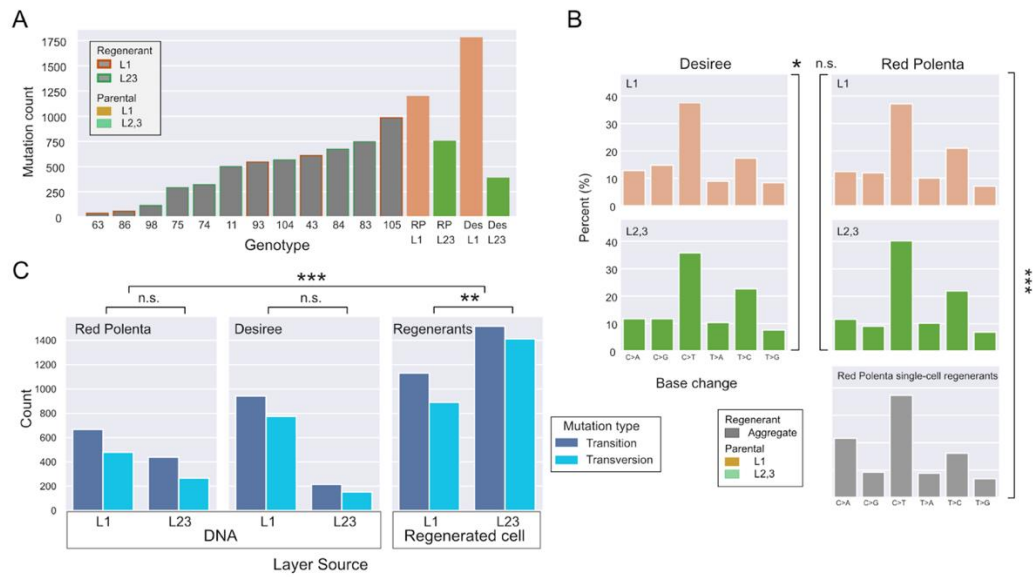 A
Mutation count
1750
1500
1250
1000
750
500
250
0
Regenerant
L1
L23
Parental
L1
L2,3
63 86 98 75 74 11 93 104 43 84 83 105 RP RP Des Des
L1 L23 L1 L23
Genotype
B
Desiree
*
n.s.
Red Polenta
L1
L1
40
30
20
10
0
Percent (%)
L2,3
L2,3
40
30
20
10
0
C>A C>G C>T T>A T>C T>G
Base change
***
Red Polenta single-cell regenerants
C>A C>G C>T T>A T>C T>G
Regenerant
Aggregate
Parental
L1
L2,3
C
***
n.s.
n.s.
**
Red Polenta
Desiree
Regenerants
Count
1400
1200
1000
800
600
400
200
0
L1 L23 L1 L23 L1 L23
DNA
Regenerated cell
Layer Source
Mutation type
Transition
Transversion